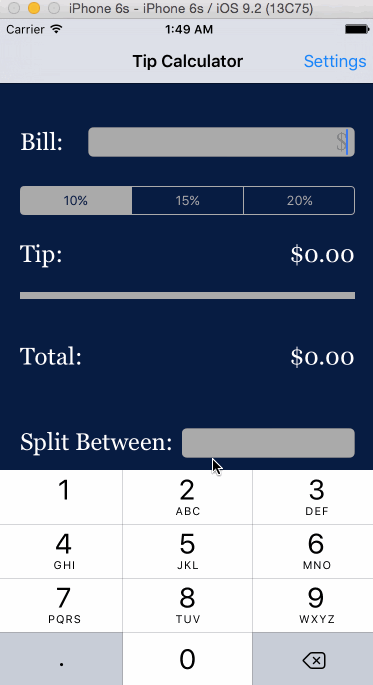 iPhone 6s - iPhone 6s / iOS 9.2 (13C75)
Carrier 1:49 AM
Tip Calculator Settings
Bill: $
10% 15% 20%
Tip: $0.00
Total: $0.00
Split Between:
1 2 3
ABC DEF
4 5 6
GHI JKL MNO
7 8 9
PQRS TUV WXYZ
. 0